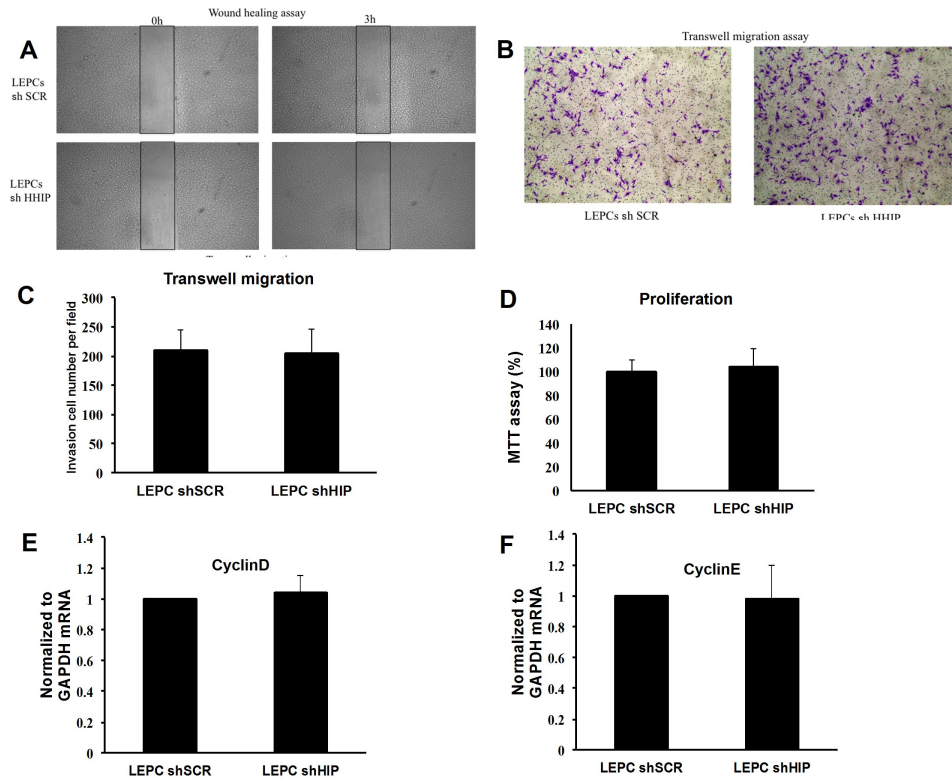 Wound healing assay
0h
3h
A
LEPCs
sh SCR
LEPCs
sh HHIP
B
Transwell migration assay
LEPCs sh SCR
LEPCs sh HHIP
C
Transwell migration
Invasion cell number per field
300
250
200
150
100
50
0
LEPC shSCR
LEPC shHIP
D
Proliferation
MTT assay (%)
140
120
100
80
60
40
20
0
LEPC shSCR
LEPC shHIP
E
CyclinD
Normalized to
GAPDH mRNA
1.4
1.2
1
0.8
0.6
0.4
0.2
0
LEPC shSCR
LEPC shHIP
F
CyclinE
Normalized to
GAPDH mRNA
1.4
1.2
1
0.8
0.6
0.4
0.2
0
LEPC shSCR
LEPC shHIP